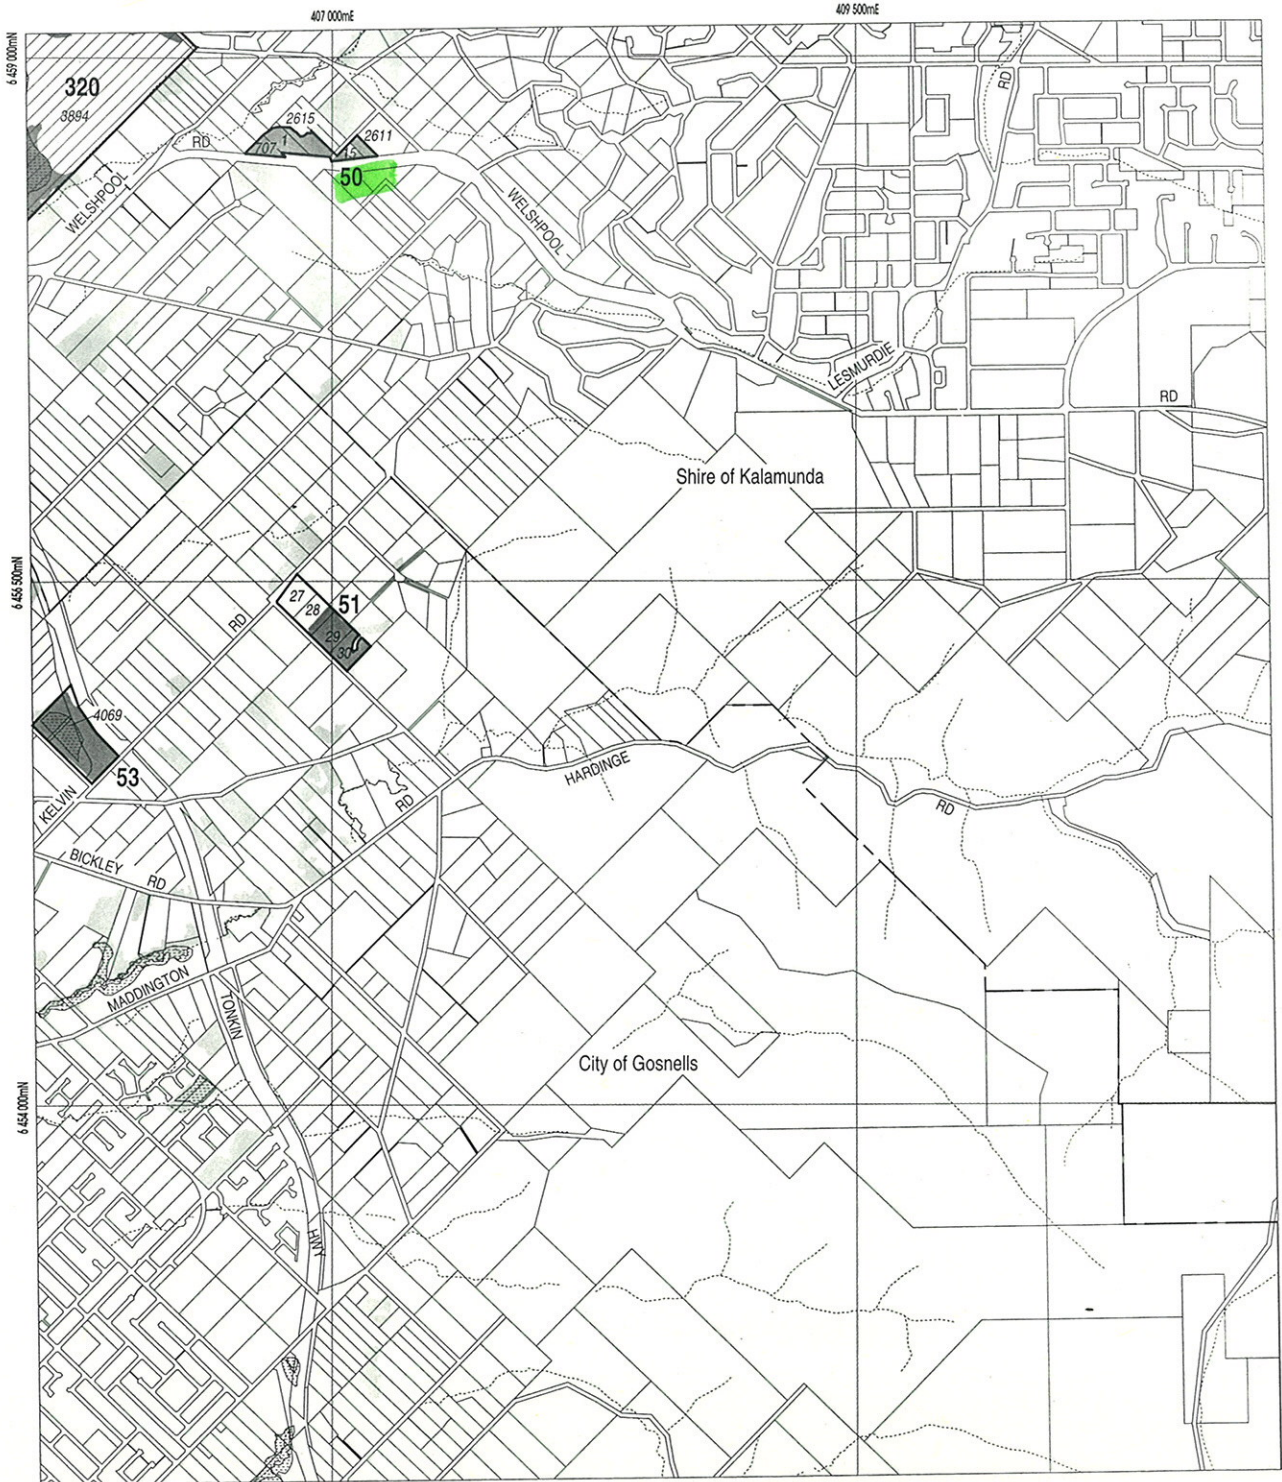 407 000mE
409 500mE
6 459 000mN
320
3894
RD
2615
707
1
2611
15
50
RD
WELSHPOOL
WELSHPOOL
LESMURDIE
RD
Shire of Kalamunda
6 456 500mN
27
28
51
29
30
RD
4069
53
KELVIN
HARDINGE
RD
RD
BICKLEY
RD
MADDINGTON
TONKIN
City of Gosnells
6 454 000mN
HWY